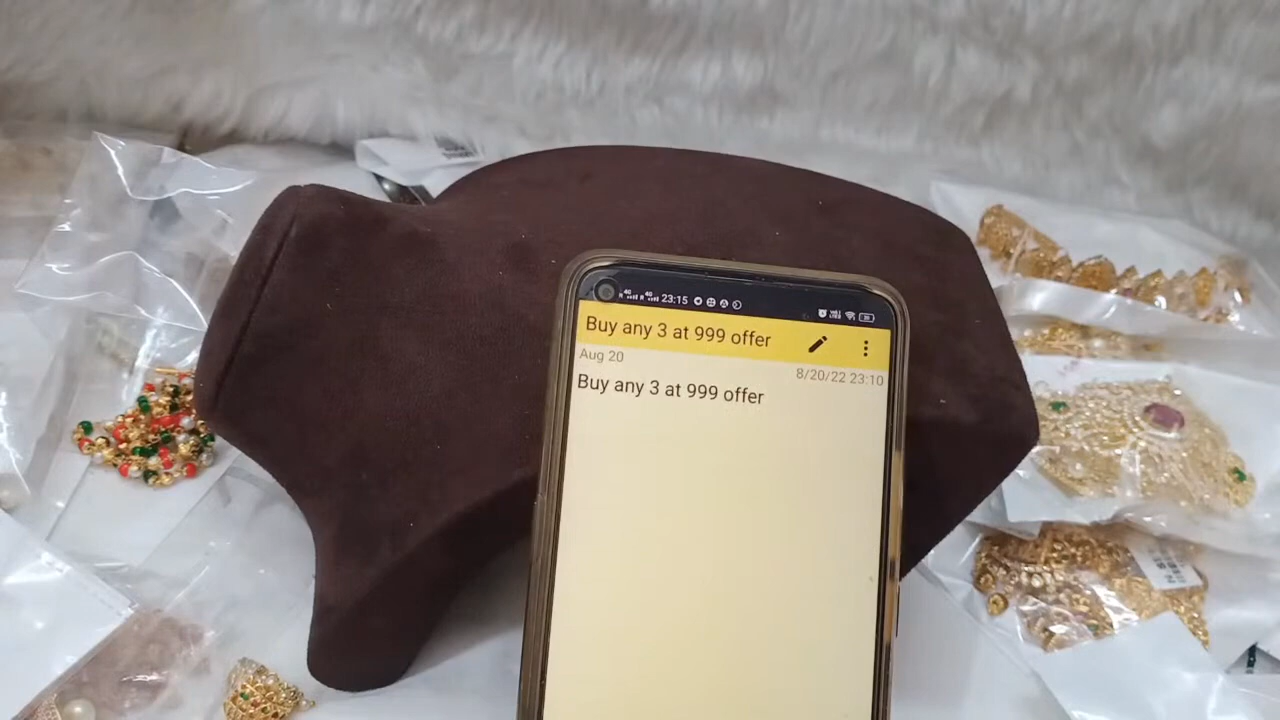 23:15
Buy any 3 at 999 offer
Aug 20
8/20/22 23:10
Buy any 3 at 999 offer